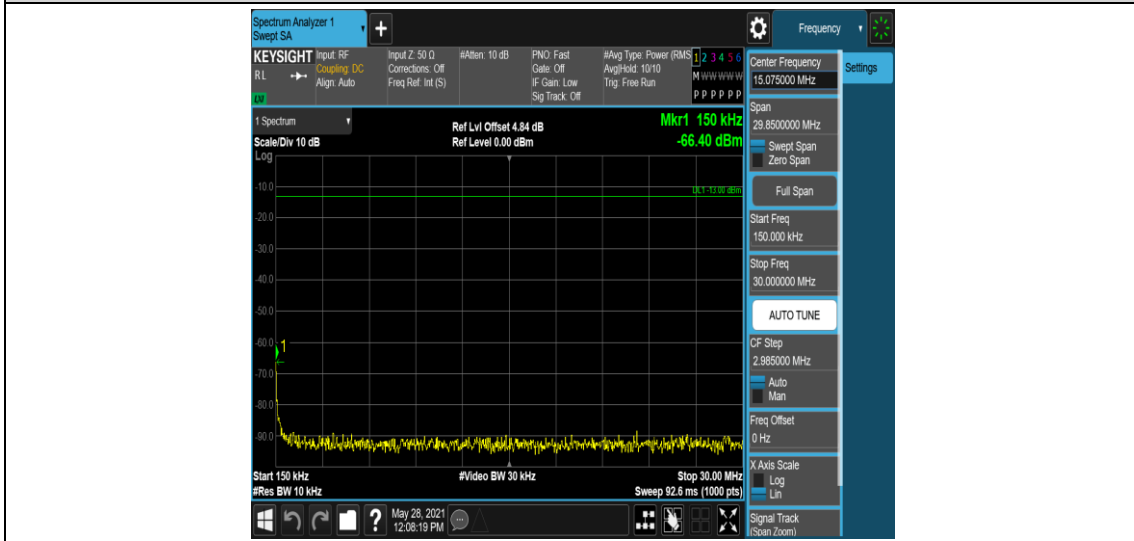 Spectrum Analyzer 1
Swept SA
Frequency
KEYSIGHT
RL
LXI
Input: RF
Coupling: DC
Align: Auto
Input Z: 50 Ω
Corrections: Off
Freq Ref: Int (S)
#Atten: 10 dB
PNO: Fast
Gate: Off
IF Gain: Low
Sig Track: Off
#Avg Type: Power (RMS
Avg|Hold: 10/10
Trig: Free Run
1 2 3 4 5 6
M W W W W W
P P P P P P
1 Spectrum
Scale/Div 10 dB
Log
Ref Lvl Offset 4.84 dB
Ref Level 0.00 dBm
Mkr1 150 kHz
-66.40 dBm
DL1 -13.00 dBm
-10.0
-20.0
-30.0
-40.0
-50.0
-60.0
1
-70.0
-80.0
-90.0
Start 150 kHz
#Res BW 10 kHz
#Video BW 30 kHz
Stop 30.00 MHz
Sweep 92.6 ms (1000 pts)
May 28, 2021
12:08:19 PM
Center Frequency
15.075000 MHz
Settings
Span
29.8500000 MHz
Swept Span
Zero Span
Full Span
Start Freq
150.000 kHz
Stop Freq
30.000000 MHz
AUTO TUNE
CF Step
2.985000 MHz
Auto
Man
Freq Offset
0 Hz
X Axis Scale
Log
Lin
Signal Track
(Span Zoom)